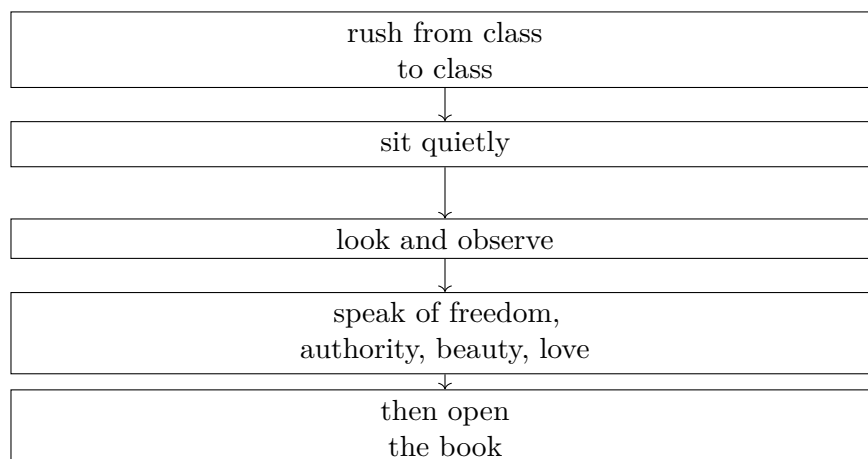 rush from class
to class
sit quietly
look and observe
speak of freedom,
authority, beauty, love
then open
the book